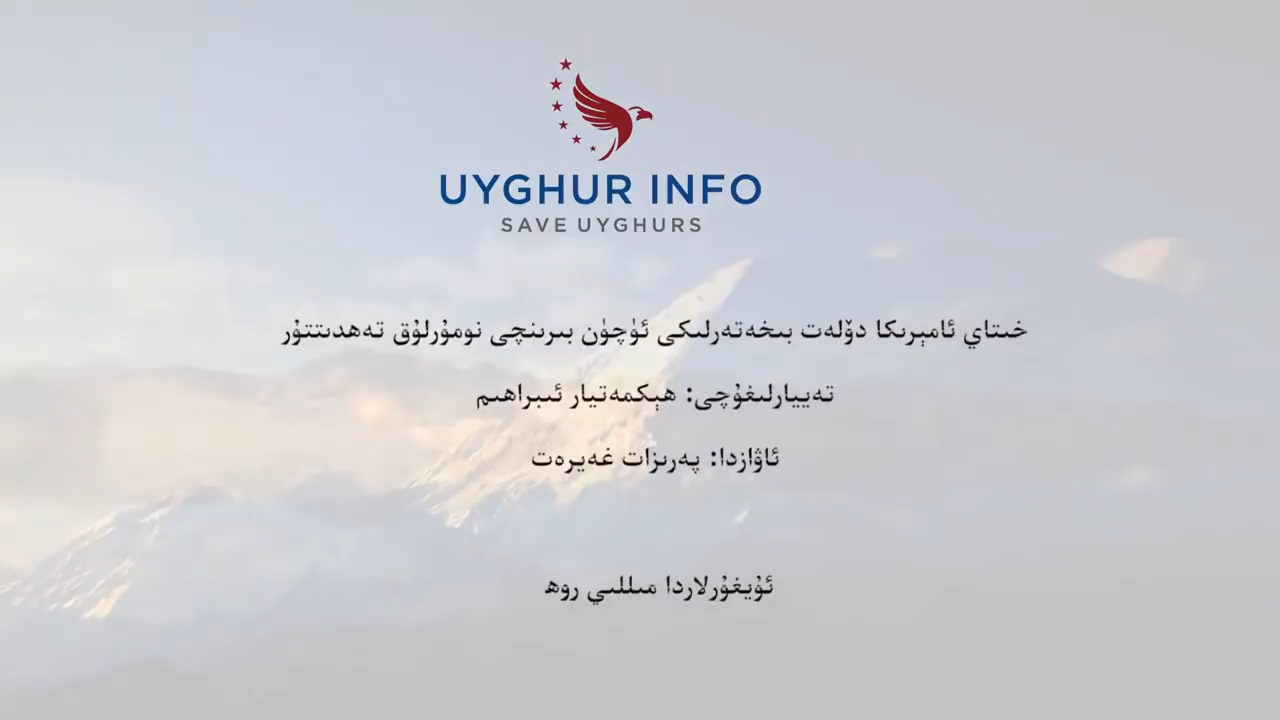 UYGHUR INFO
SAVE UYGHURS
خىتاي ئامېرىكا دۆلەت بىخەتەرلىكى ئۈچۈن بىرىنچى نومۇرلۇق تەھدىتتۇر
تەييارلىغۇچى: ھېكمەتيار ئىبراھىم
ئاۋازدا: پەرىزات غەيرەت
ئۇيغۇرلاردا مىللىي روھ